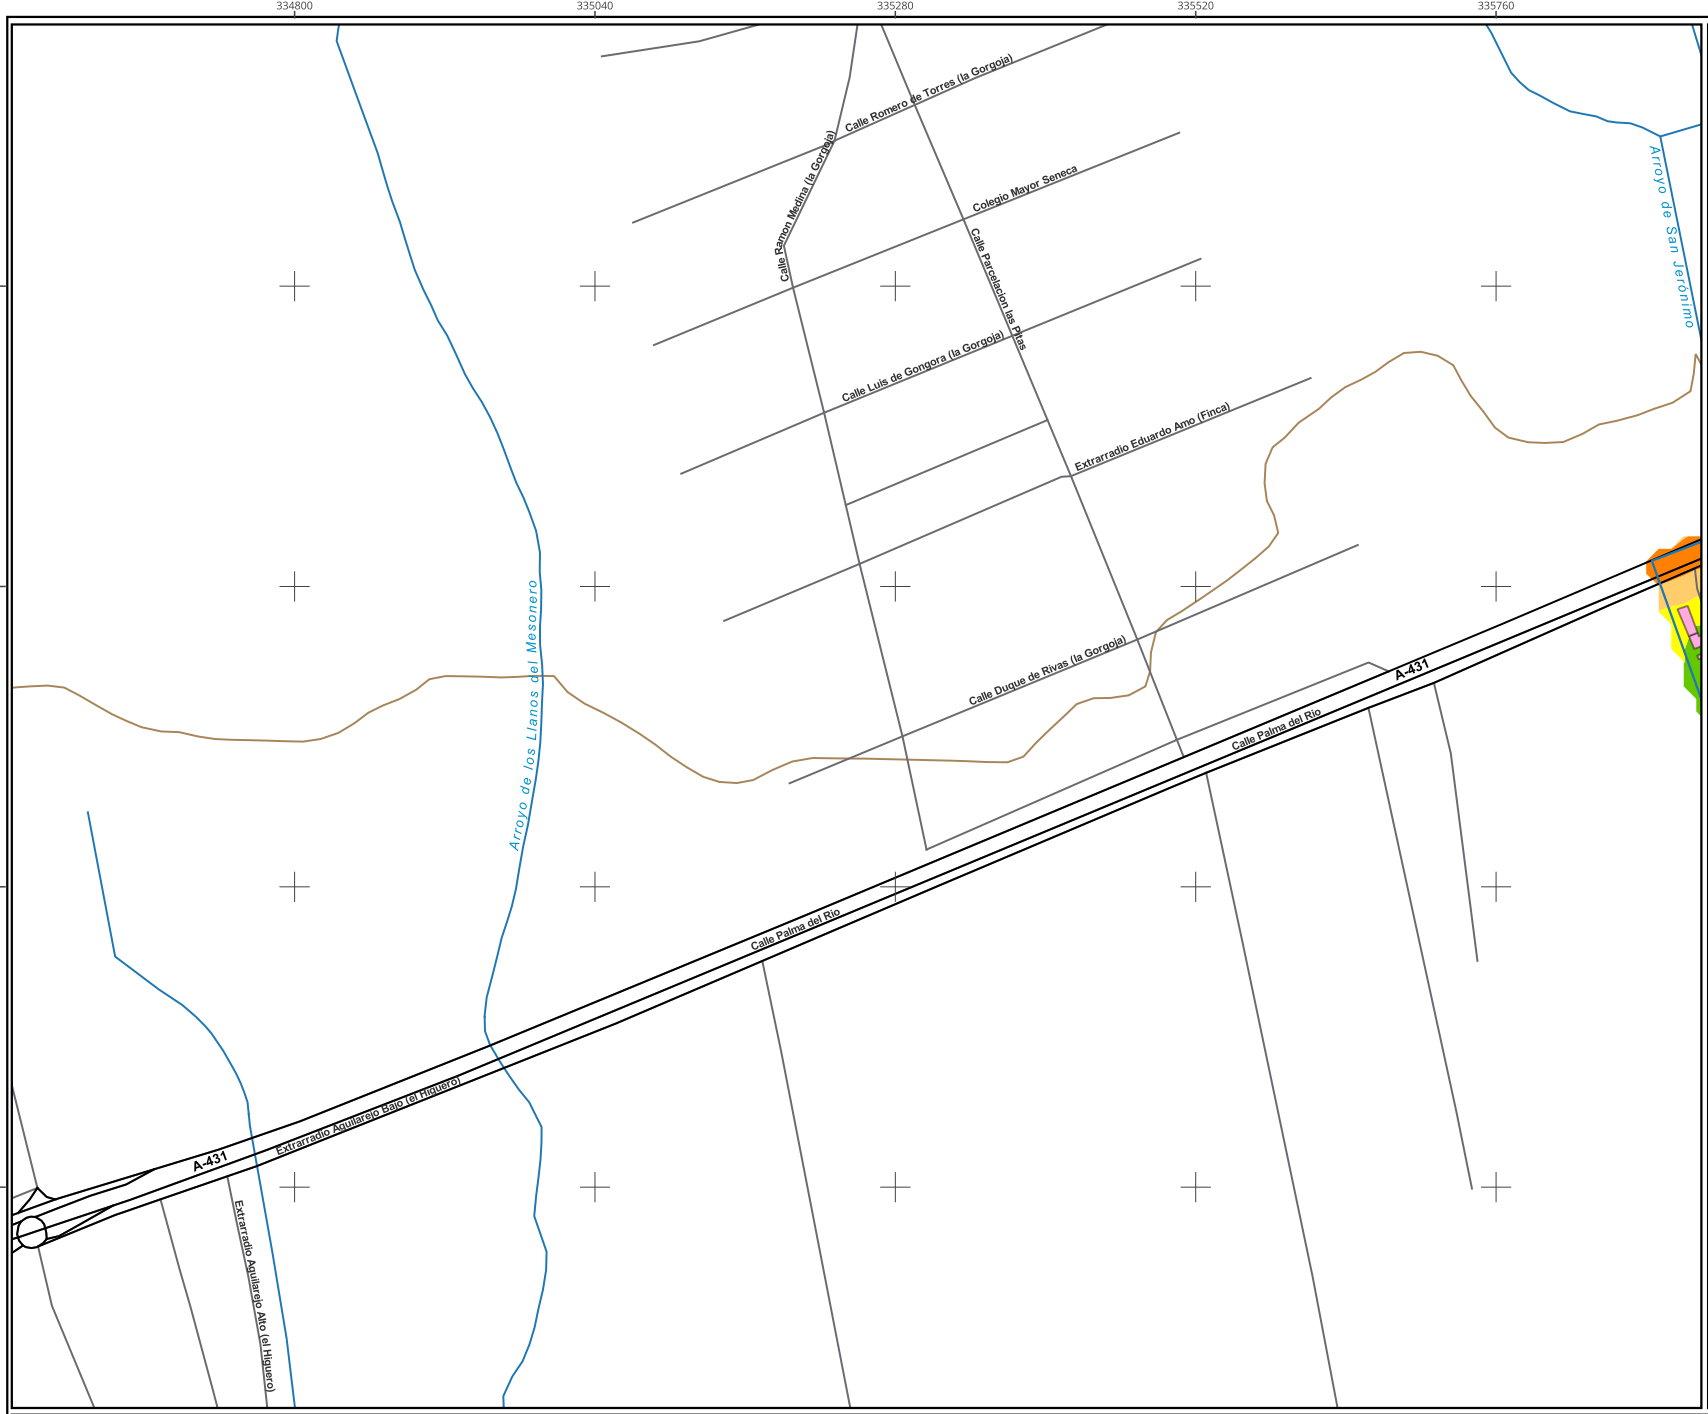 334800
335040
335280
335520
335760
Calle Romero de Torres (la Gorgoja)
Calle Ramon Medina (la Gorgoja)
Colegio Mayor Seneca
Arroyo de San Jerónimo
Calle Parcelacion las Pitas
Calle Luis de Gongora (la Gorgoja)
Extrarradio Eduardo Amo (Finca)
Arroyo de los Llanos del Mesonero
Calle Duque de Rivas (la Gorgoja)
A-431
Calle Palma del Rio
Calle Palma del Rio
Extrarradio Aguilarejo Bajo (el Higuero)
A-431
Extrarradio Aguilarejo Alto (el Higuero)